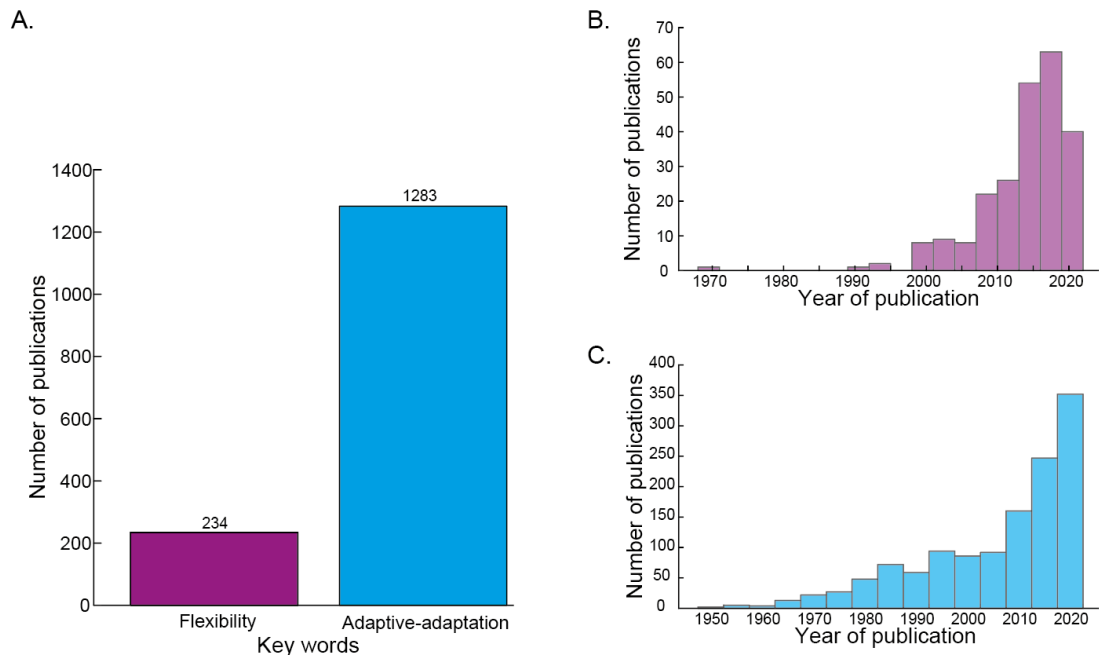 A.
Number of publications
1400
1200
1000
800
600
400
200
0
234
1283
Flexibility
Adaptive-adaptation
Key words
B.
Number of publications
70
60
50
40
30
20
10
0
1970 1980 1990 2000 2010 2020
Year of publication
C.
Number of publications
400
350
300
250
200
150
100
50
0
1950 1960 1970 1980 1990 2000 2010 2020
Year of publication